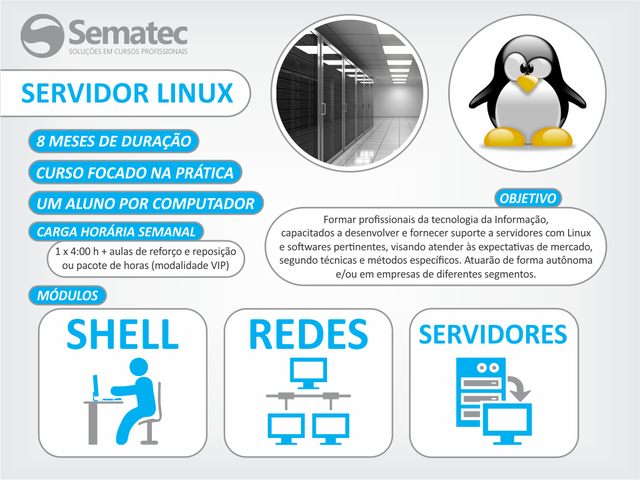 Sematec
SOLUÇÕES EM CURSOS PROFISSIONAIS
SERVIDOR LINUX
8 MESES DE DURAÇÃO
CURSO FOCADO NA PRÁTICA
UM ALUNO POR COMPUTADOR
CARGA HORÁRIA SEMANAL
1 x 4:00 h + aulas de reforço e reposição
ou pacote de horas (modalidade VIP)
OBJETIVO
Formar profissionais da tecnologia da Informação,
capacitados a desenvolver e fornecer suporte a servidores com Linux
e softwares pertinentes, visando atender às expectativas de mercado,
segundo técnicas e métodos específicos. Atuarão de forma autônoma
e/ou em empresas de diferentes segmentos.
MÓDULOS
SHELL
REDES
SERVIDORES